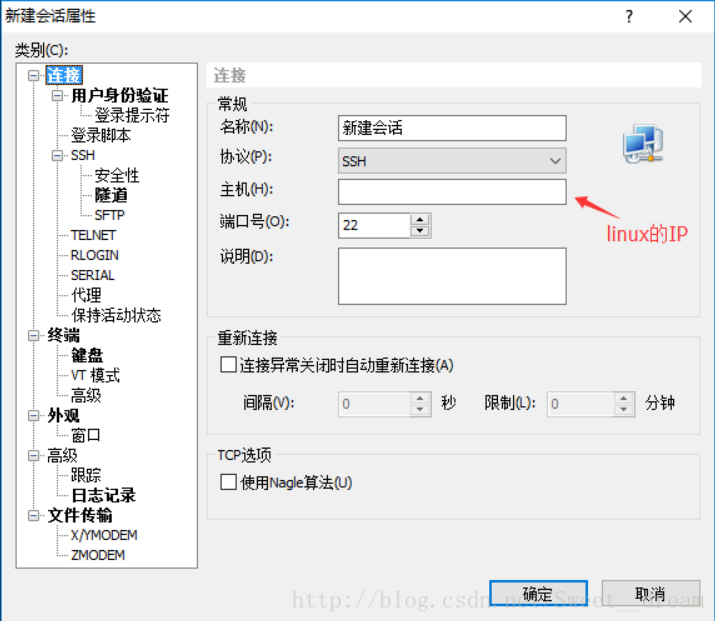 新建会话属性
?
类别(C):
连接
用户身份验证
登录提示符
登录脚本
SSH
安全性
隧道
SFTP
TELNET
RLOGIN
SERIAL
代理
保持活动状态
终端
键盘
VT 模式
高级
外观
窗口
高级
跟踪
日志记录
文件传输
X/YMODEM
ZMODEM
连接
常规
名称(N):
新建会话
协议(P):
SSH
主机(H):
linux的IP
端口号(O):
22
说明(D):
重新连接
连接异常关闭时自动重新连接(A)
间隔(V): 0 秒 限制(L): 0 分钟
TCP选项
使用Nagle算法(U)
确定
取消
http://blog.csdn.net/Sweet__dream